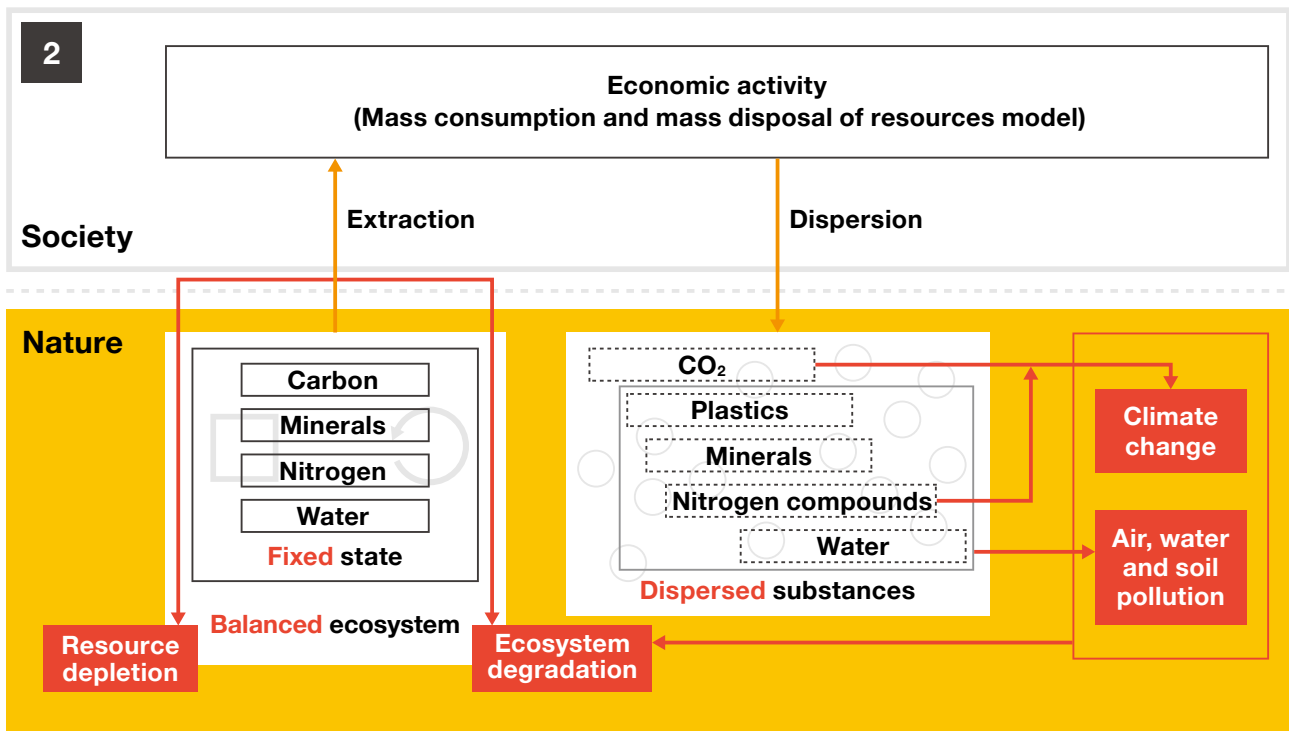 2
Economic activity
(Mass consumption and mass disposal of resources model)
Extraction
Dispersion
Society
Nature
Carbon
Minerals
Nitrogen
Water
Fixed state
Balanced ecosystem
Resource
depletion
CO₂
Plastics
Minerals
Nitrogen compounds
Water
Dispersed substances
Ecosystem
degradation
Climate
change
Air, water
and soil
pollution